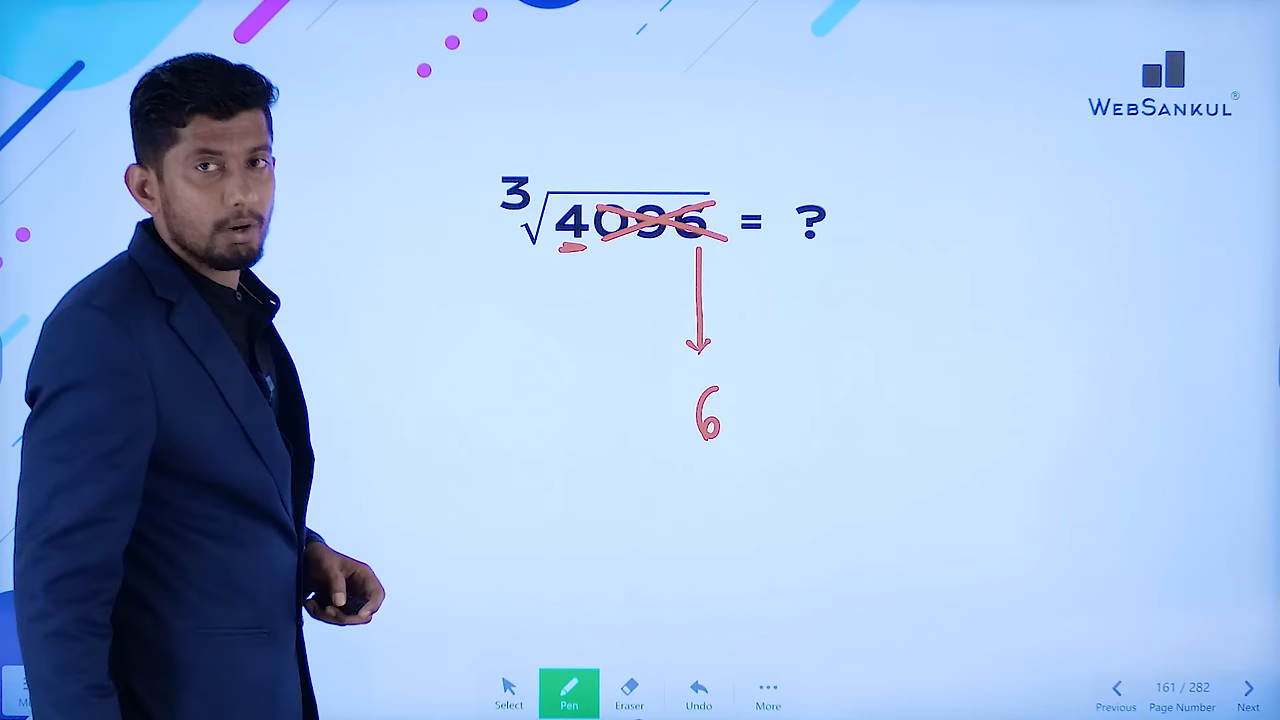 WEBSANKUL®
3√4096 = ?
6
Select
Pen
Eraser
Undo
More
Previous
161 / 282
Page Number
Next